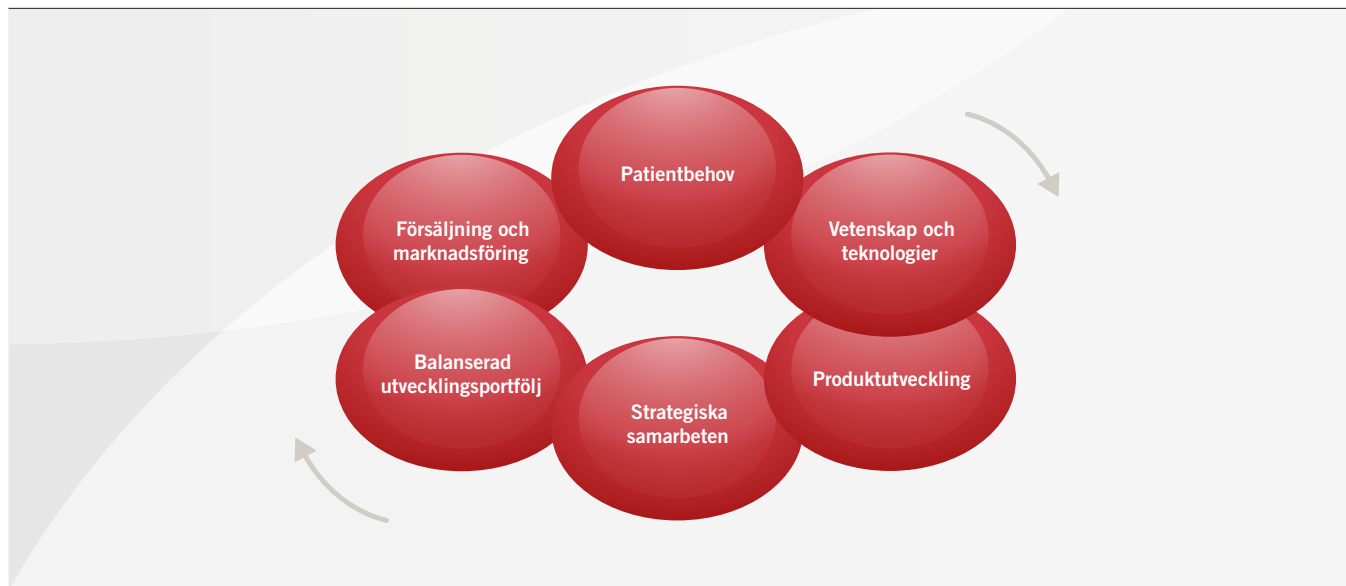 Patientbehov
Försäljning och
marknadsföring
Vetenskap och
teknologier
Balanserad
utvecklingsportfölj
Produktutveckling
Strategiska
samarbeten